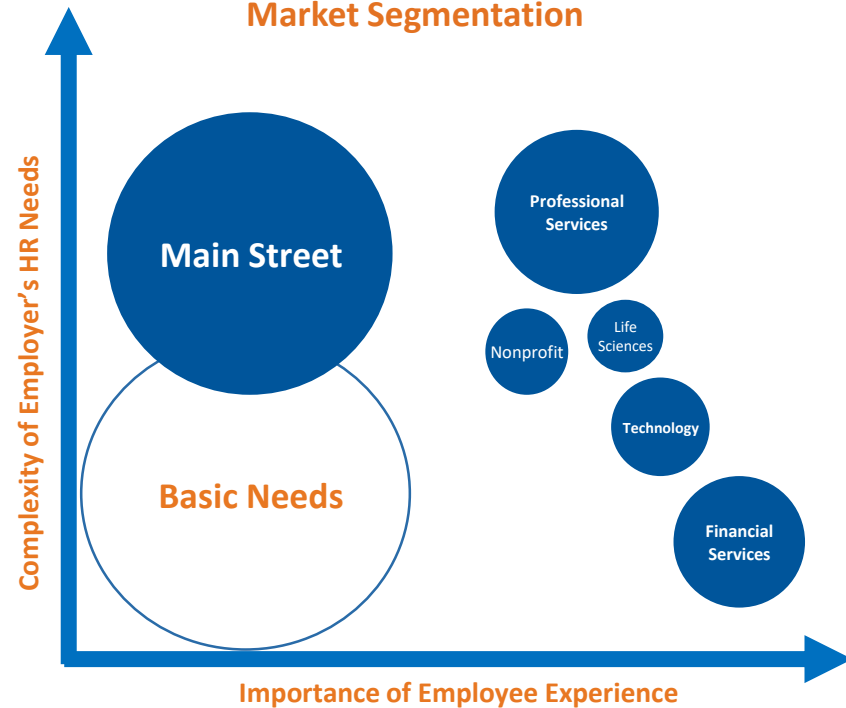 Market Segmentation
Complexity of Employer’s HR Needs
Main Street
Basic Needs
Professional
Services
Nonprofit
Life
Sciences
Technology
Financial
Services
Importance of Employee Experience